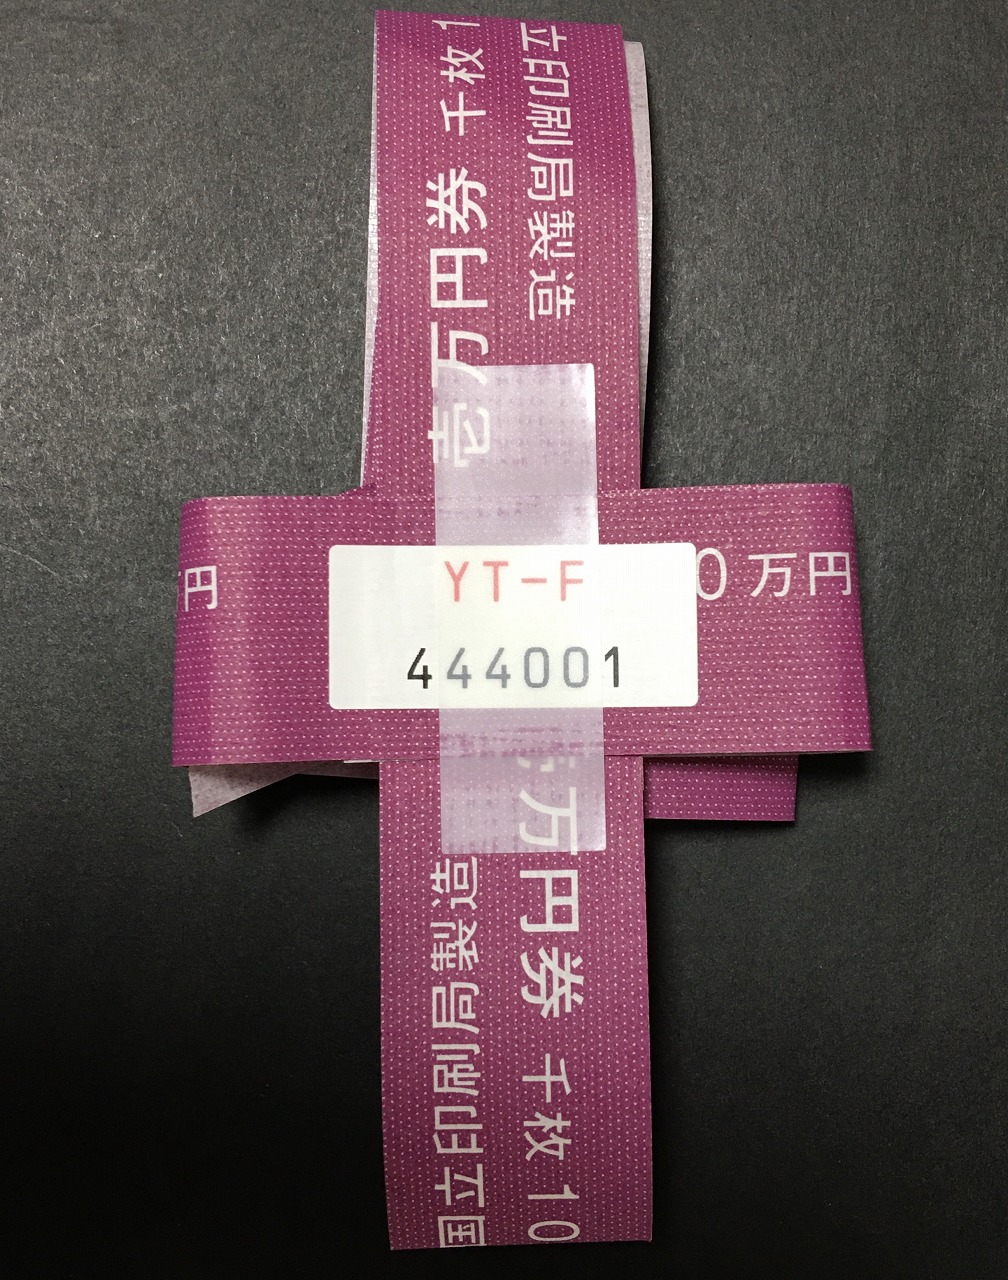 壱万円券 千枚 1
立印刷局製造
円
0万円
YT-F
444001
万円券 千枚 10
国立印刷局製造